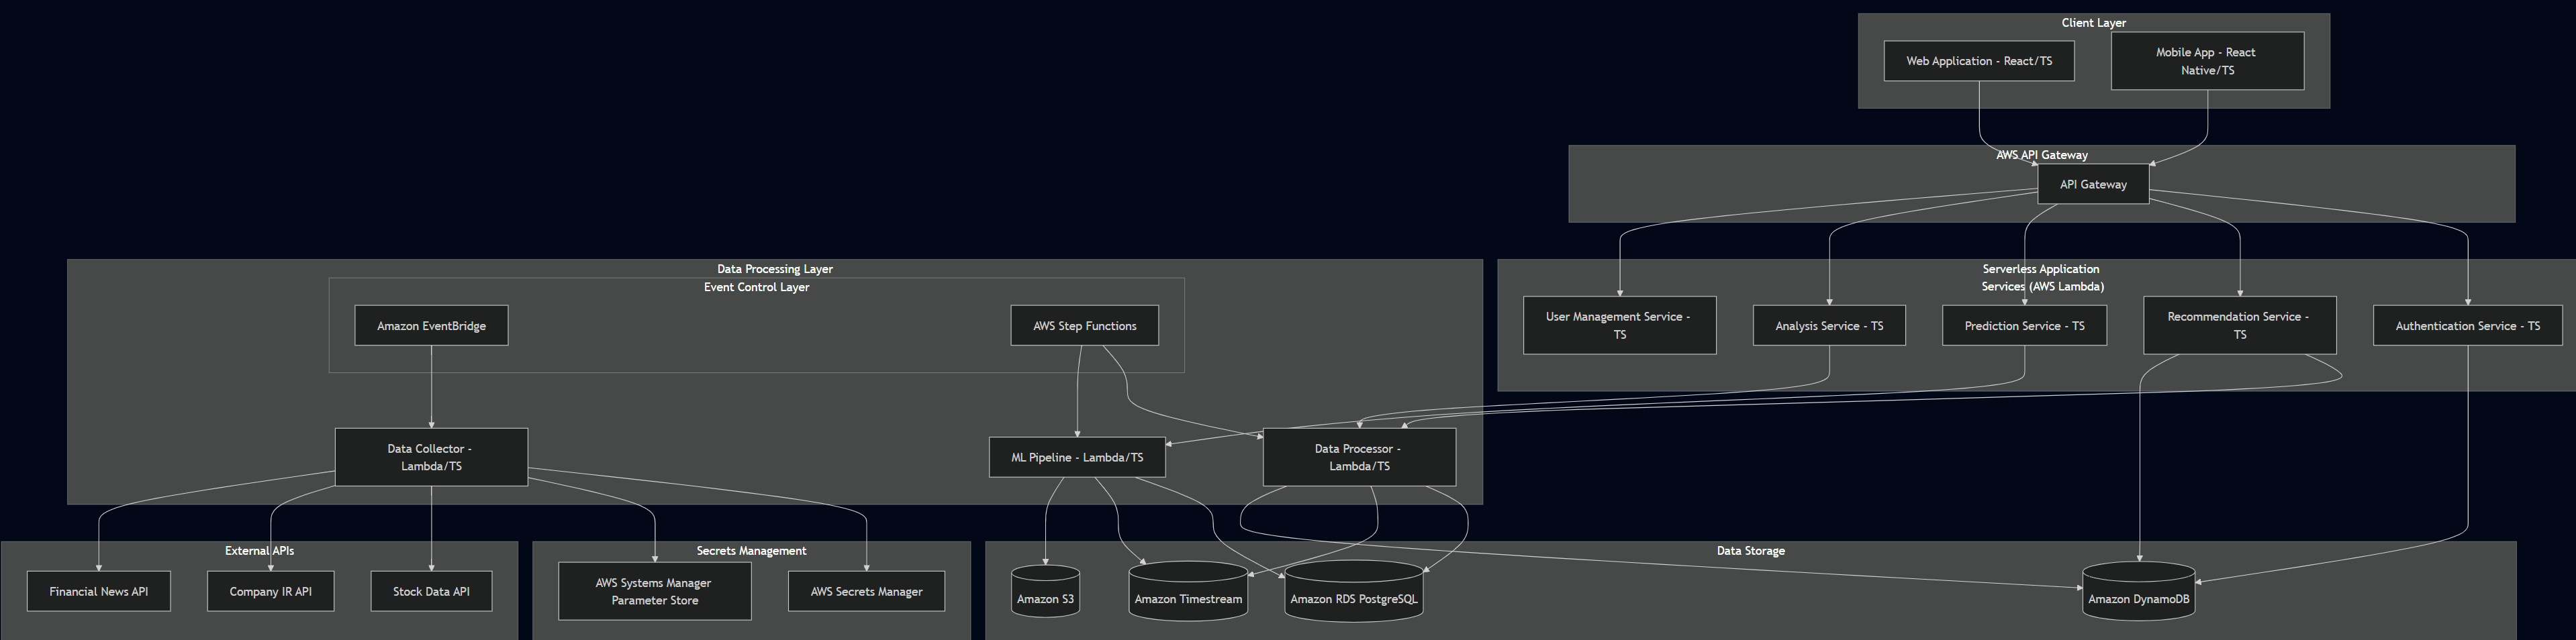 Client Layer
Web Application - React/TS
Mobile App - React
Native/TS
AWS API Gateway
API Gateway
Data Processing Layer
Event Control Layer
Amazon EventBridge
AWS Step Functions
Serverless Application
Services (AWS Lambda)
User Management Service -
TS
Analysis Service - TS
Prediction Service - TS
Recommendation Service -
TS
Authentication Service - TS
Data Collector -
Lambda/TS
ML Pipeline - Lambda/TS
Data Processor -
Lambda/TS
External APIs
Financial News API
Company IR API
Stock Data API
Secrets Management
AWS Systems Manager
Parameter Store
AWS Secrets Manager
Data Storage
Amazon S3
Amazon Timestream
Amazon RDS PostgreSQL
Amazon DynamoDB